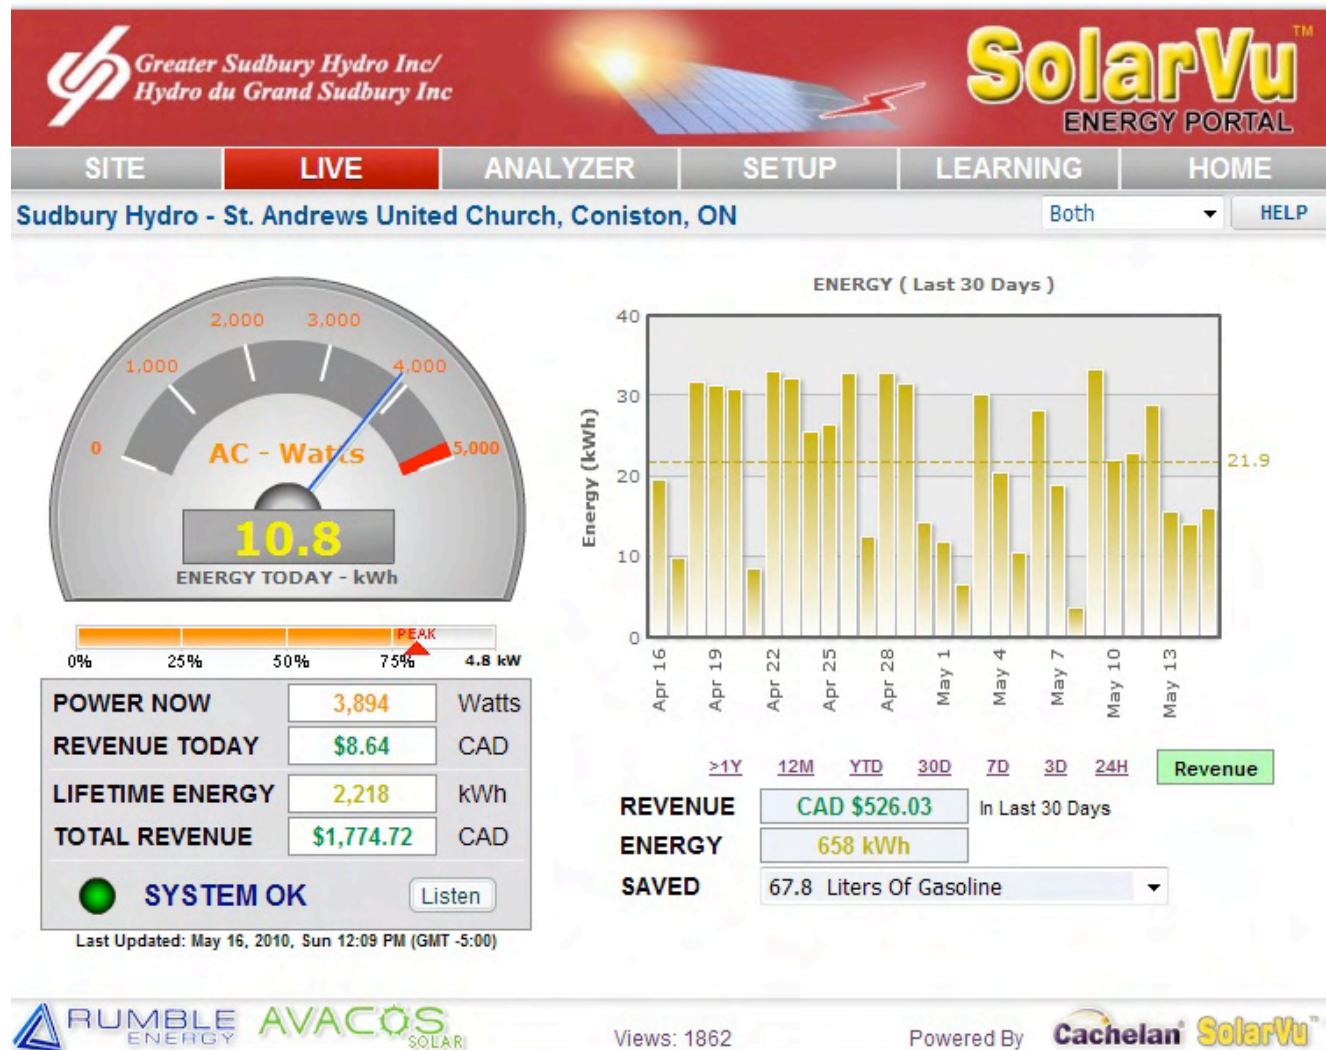 Greater Sudbury Hydro Inc/
Hydro du Grand Sudbury Inc
SolarVu™
ENERGY PORTAL
SITE LIVE ANALYZER SETUP LEARNING HOME
Sudbury Hydro - St. Andrews United Church, Coniston, ON
Both HELP
0 1,000 2,000 3,000 4,000 5,000
AC - Watts
10.8
ENERGY TODAY - kWh
PEAK
0% 25% 50% 75% 4.8 kW
POWER NOW 3,894 Watts
REVENUE TODAY $8.64 CAD
LIFETIME ENERGY 2,218 kWh
TOTAL REVENUE $1,774.72 CAD
SYSTEM OK Listen
Last Updated: May 16, 2010, Sun 12:09 PM (GMT -5:00)
ENERGY ( Last 30 Days )
Energy (kWh)
40
30
20
10
0
21.9
Apr 16 Apr 19 Apr 22 Apr 25 Apr 28 May 1 May 4 May 7 May 10 May 13
>1Y 12M YTD 30D 7D 3D 24H Revenue
REVENUE CAD $526.03 In Last 30 Days
ENERGY 658 kWh
SAVED 67.8 Liters Of Gasoline
RUMBLE
ENERGY
AVACOS
SOLAR
Views: 1862
Powered By Cachelan SolarVu™